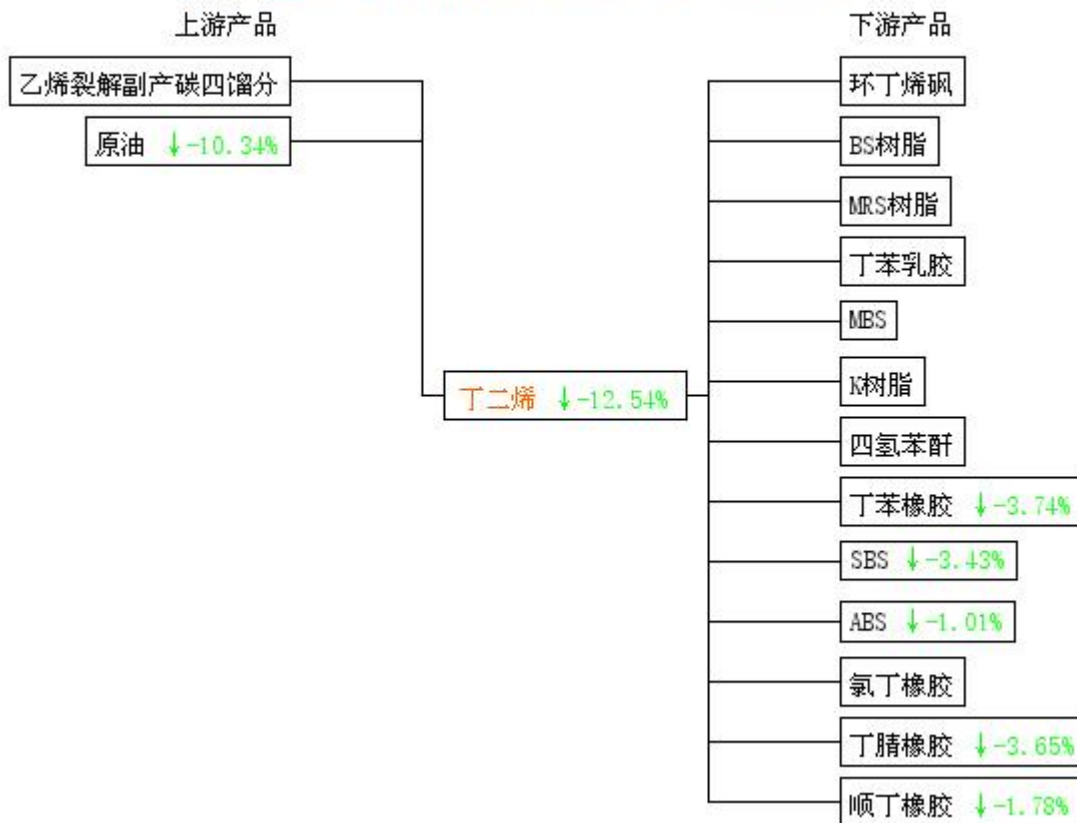 上游产品
乙烯裂解副产碳四馏分
原油 ↓-10.34%
丁二烯 ↓-12.54%
下游产品
环丁烯砜
BS树脂
MRS树脂
丁苯乳胶
MBS
K树脂
四氢苯酐
丁苯橡胶 ↓-3.74%
SBS ↓-3.43%
ABS ↓-1.01%
氯丁橡胶
丁腈橡胶 ↓-3.65%
顺丁橡胶 ↓-1.78%